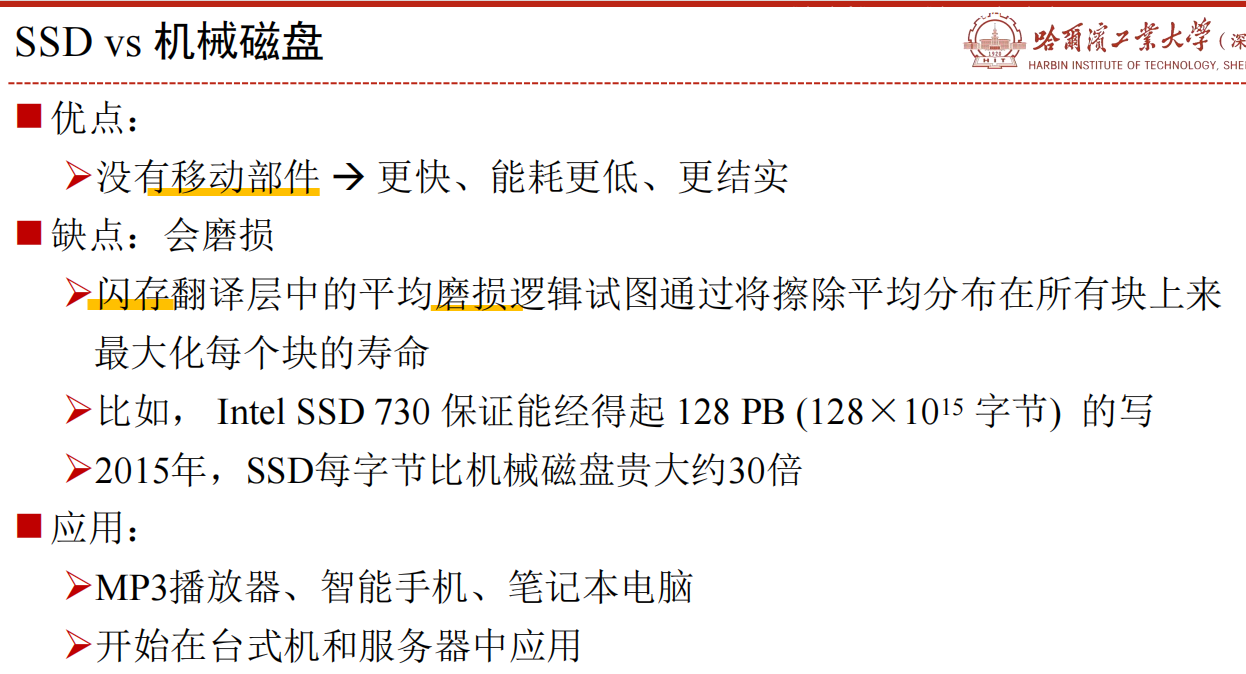 SSD vs 机械磁盘
哈爾濱工業大學（深
HARBIN INSTITUTE OF TECHNOLOGY, SHE
1920
HIT
优点：
没有移动部件 → 更快、能耗更低、更结实
缺点：会磨损
闪存翻译层中的平均磨损逻辑试图通过将擦除平均分布在所有块上来
最大化每个块的寿命
比如， Intel SSD 730 保证能经得起 128 PB (128×10¹⁵ 字节) 的写
2015年，SSD每字节比机械磁盘贵大约30倍
应用：
MP3播放器、智能手机、笔记本电脑
开始在台式机和服务器中应用